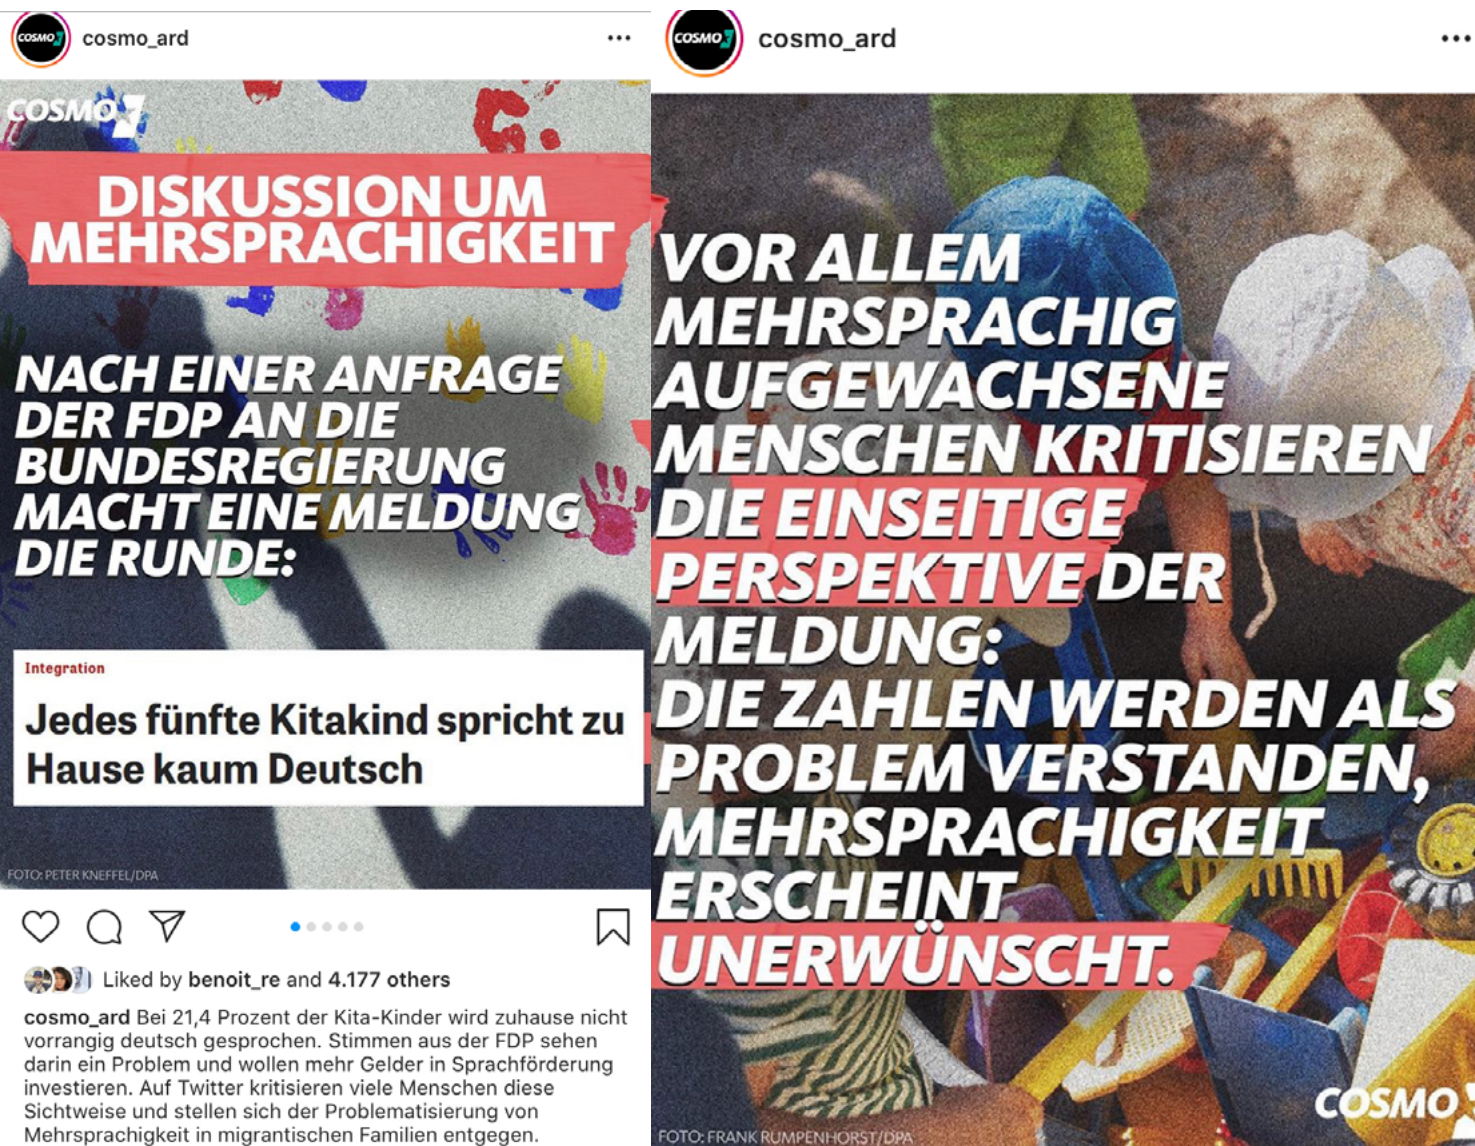 COSMO
cosmo_ard
COSMO
DISKUSSION UM
MEHRSPRACHIGKEIT
NACH EINER ANFRAGE
DER FDP AN DIE
BUNDESREGIERUNG
MACHT EINE MELDUNG
DIE RUNDE:
Integration
Jedes fünfte Kitakind spricht zu
Hause kaum Deutsch
FOTO: PETER KNEFFEL/DPA
Liked by benoit_re and 4.177 others
cosmo_ard Bei 21,4 Prozent der Kita-Kinder wird zuhause nicht
vorrangig deutsch gesprochen. Stimmen aus der FDP sehen
darin ein Problem und wollen mehr Gelder in Sprachförderung
investieren. Auf Twitter kritisieren viele Menschen diese
Sichtweise und stellen sich der Problematisierung von
Mehrsprachigkeit in migrantischen Familien entgegen.
COSMO
cosmo_ard
VOR ALLEM
MEHRSPRACHIG
AUFGEWACHSENE
MENSCHEN KRITISIEREN
DIE EINSEITIGE
PERSPEKTIVE DER
MELDUNG:
DIE ZAHLEN WERDEN ALS
PROBLEM VERSTANDEN,
MEHRSPRACHIGKEIT
ERSCHEINT
UNERWÜNSCHT.
COSMO
FOTO: FRANK RUMPENHORST/DPA